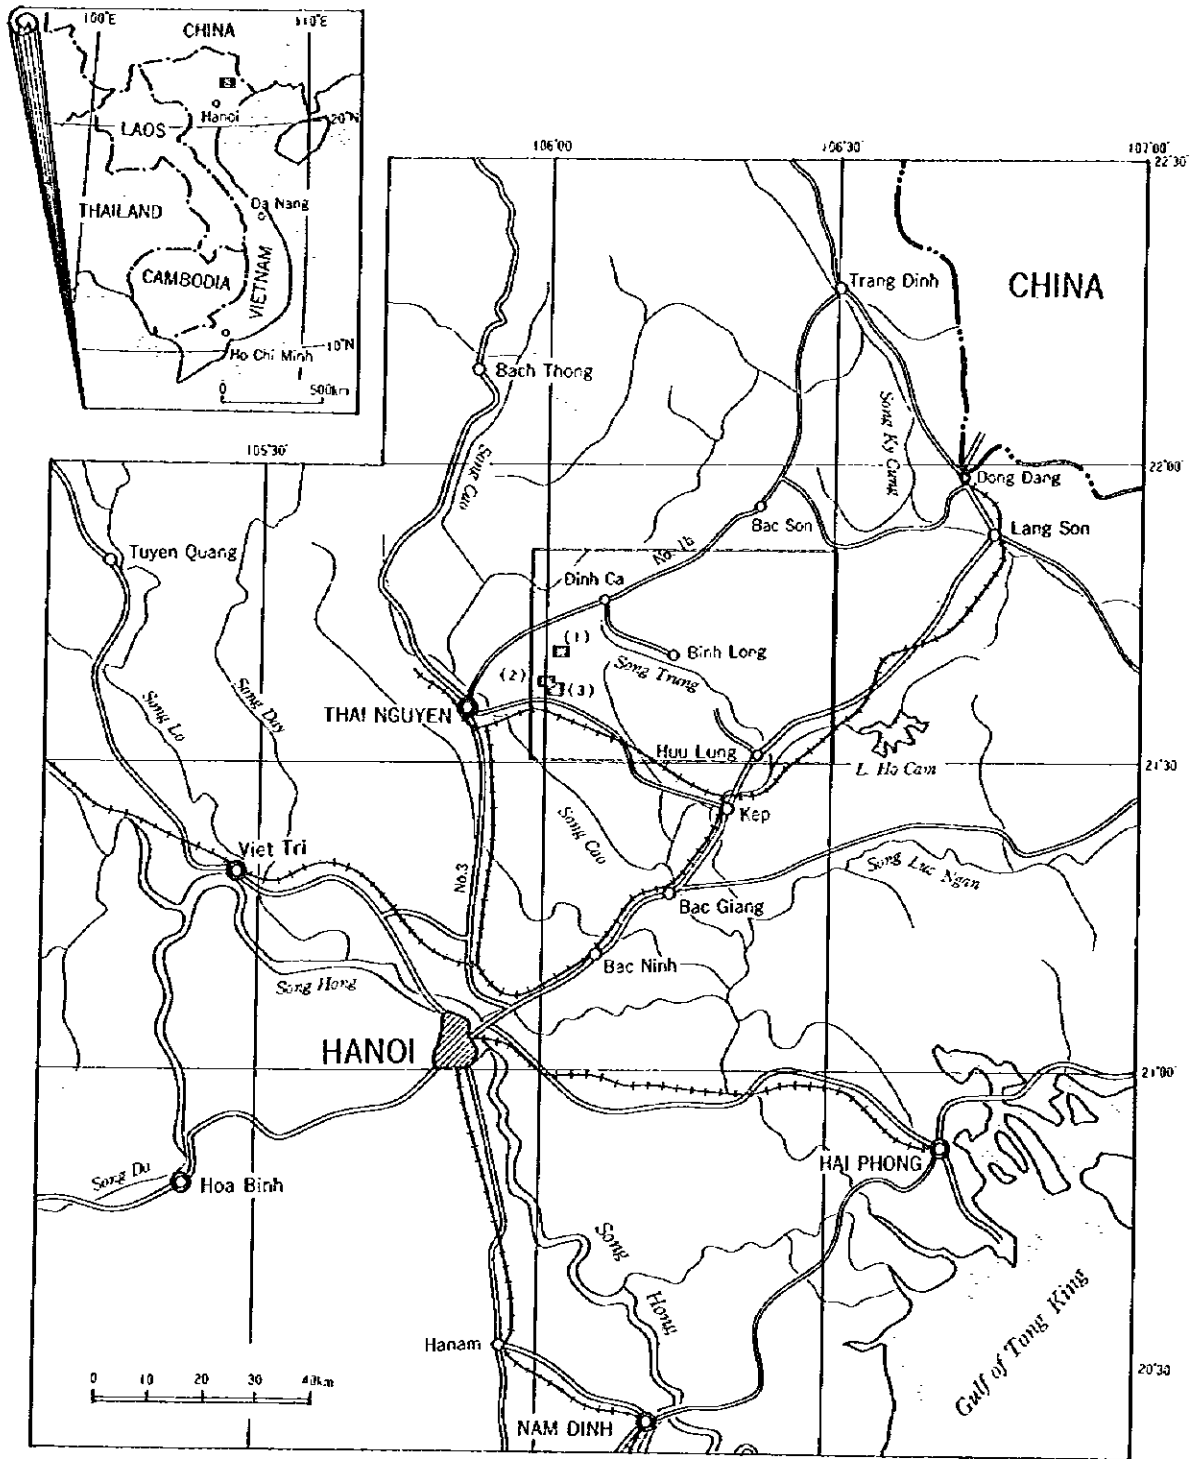 100°E
110°E
CHINA
S
Hanoi
20°N
LAOS
THAILAND
Da Nang
CAMBODIA
VIETNAM
Ho Chi Minh
10°N
0 500km
106°00'
106°30'
107°00'
22°30'
Trang Dinh
CHINA
Bach Thong
Song Ky Cung
105°30'
Song Cau
22°00'
Dong Dang
Bac Son
Lang Son
Tuyen Quang
No. 1b
Dinh Ca
(1)
Binh Long
(2)
(3)
Song Trung
THAI NGUYEN
Song Lo
Song Day
Huu Lung
L. Ho Cam
21°30'
Kep
Song Cao
Viet Tri
No.3
Song Luc Ngan
Bac Giang
Bac Ninh
Song Hong
HANOI
21°00'
HAI PHONG
Song Da
Hoa Binh
Song Hong
Gulf of Tung King
Hanam
20°30'
0 10 20 30 40km
NAM DINH